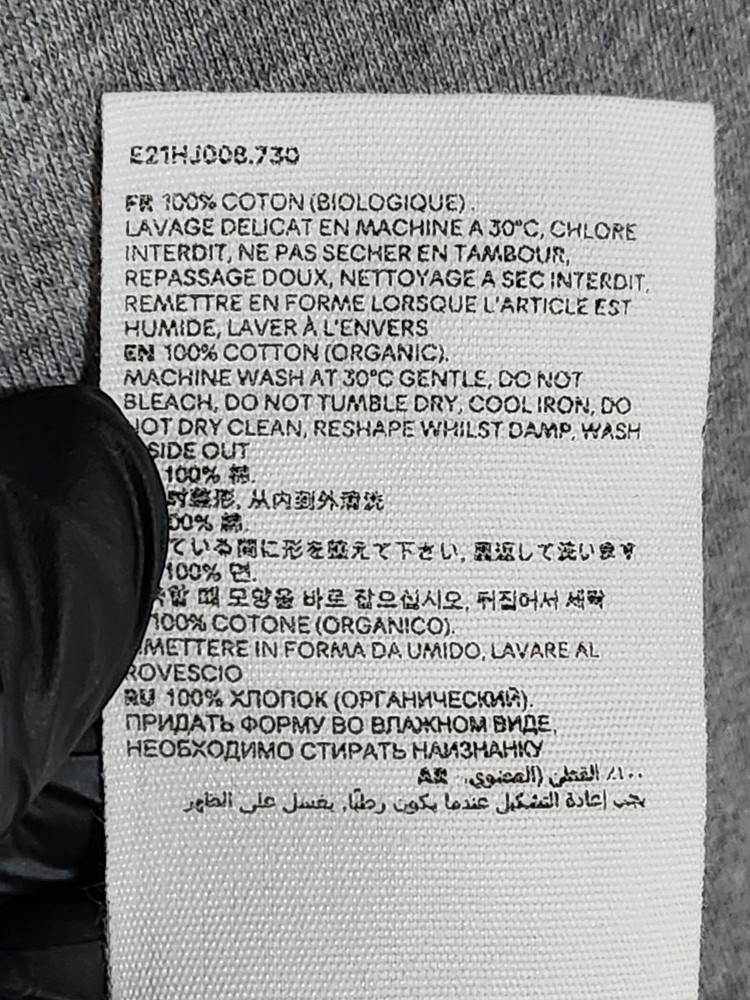 E21HJ008.730
FR 100% COTON (BIOLOGIQUE).
LAVAGE DELICAT EN MACHINE A 30°C, CHLORE
INTERDIT, NE PAS SECHER EN TAMBOUR,
REPASSAGE DOUX, NETTOYAGE A SEC INTERDIT,
REMETTRE EN FORME LORSQUE L'ARTICLE EST
HUMIDE, LAVER À L'ENVERS
EN 100% COTTON (ORGANIC).
MACHINE WASH AT 30°C GENTLE, DO NOT
BLEACH, DO NOT TUMBLE DRY, COOL IRON, DO
NOT DRY CLEAN, RESHAPE WHILST DAMP, WASH
SIDE OUT
100% 棉.
时整形, 从内到外清洗
00% 綿.
ている間に形を整えて下さい, 裏返して洗います
100% 면.
때 모양을 바로 잡으십시오, 뒤집어서 세탁
100% COTONE (ORGANICO).
METTERE IN FORMA DA UMIDO, LAVARE AL
ROVESCIO
RU 100% ХЛОПОК (ОРГАНИЧЕСКИЙ).
ПРИДАТЬ ФОРМУ ВО ВЛАЖНОМ ВИДЕ,
НЕОБХОДИМО СТИРАТЬ НАИЗНАНКУ
١٠٠٪ القطن (العضوي). AR
يجب إعادة التشكيل عندما يكون رطبًا, يغسل على الظهر